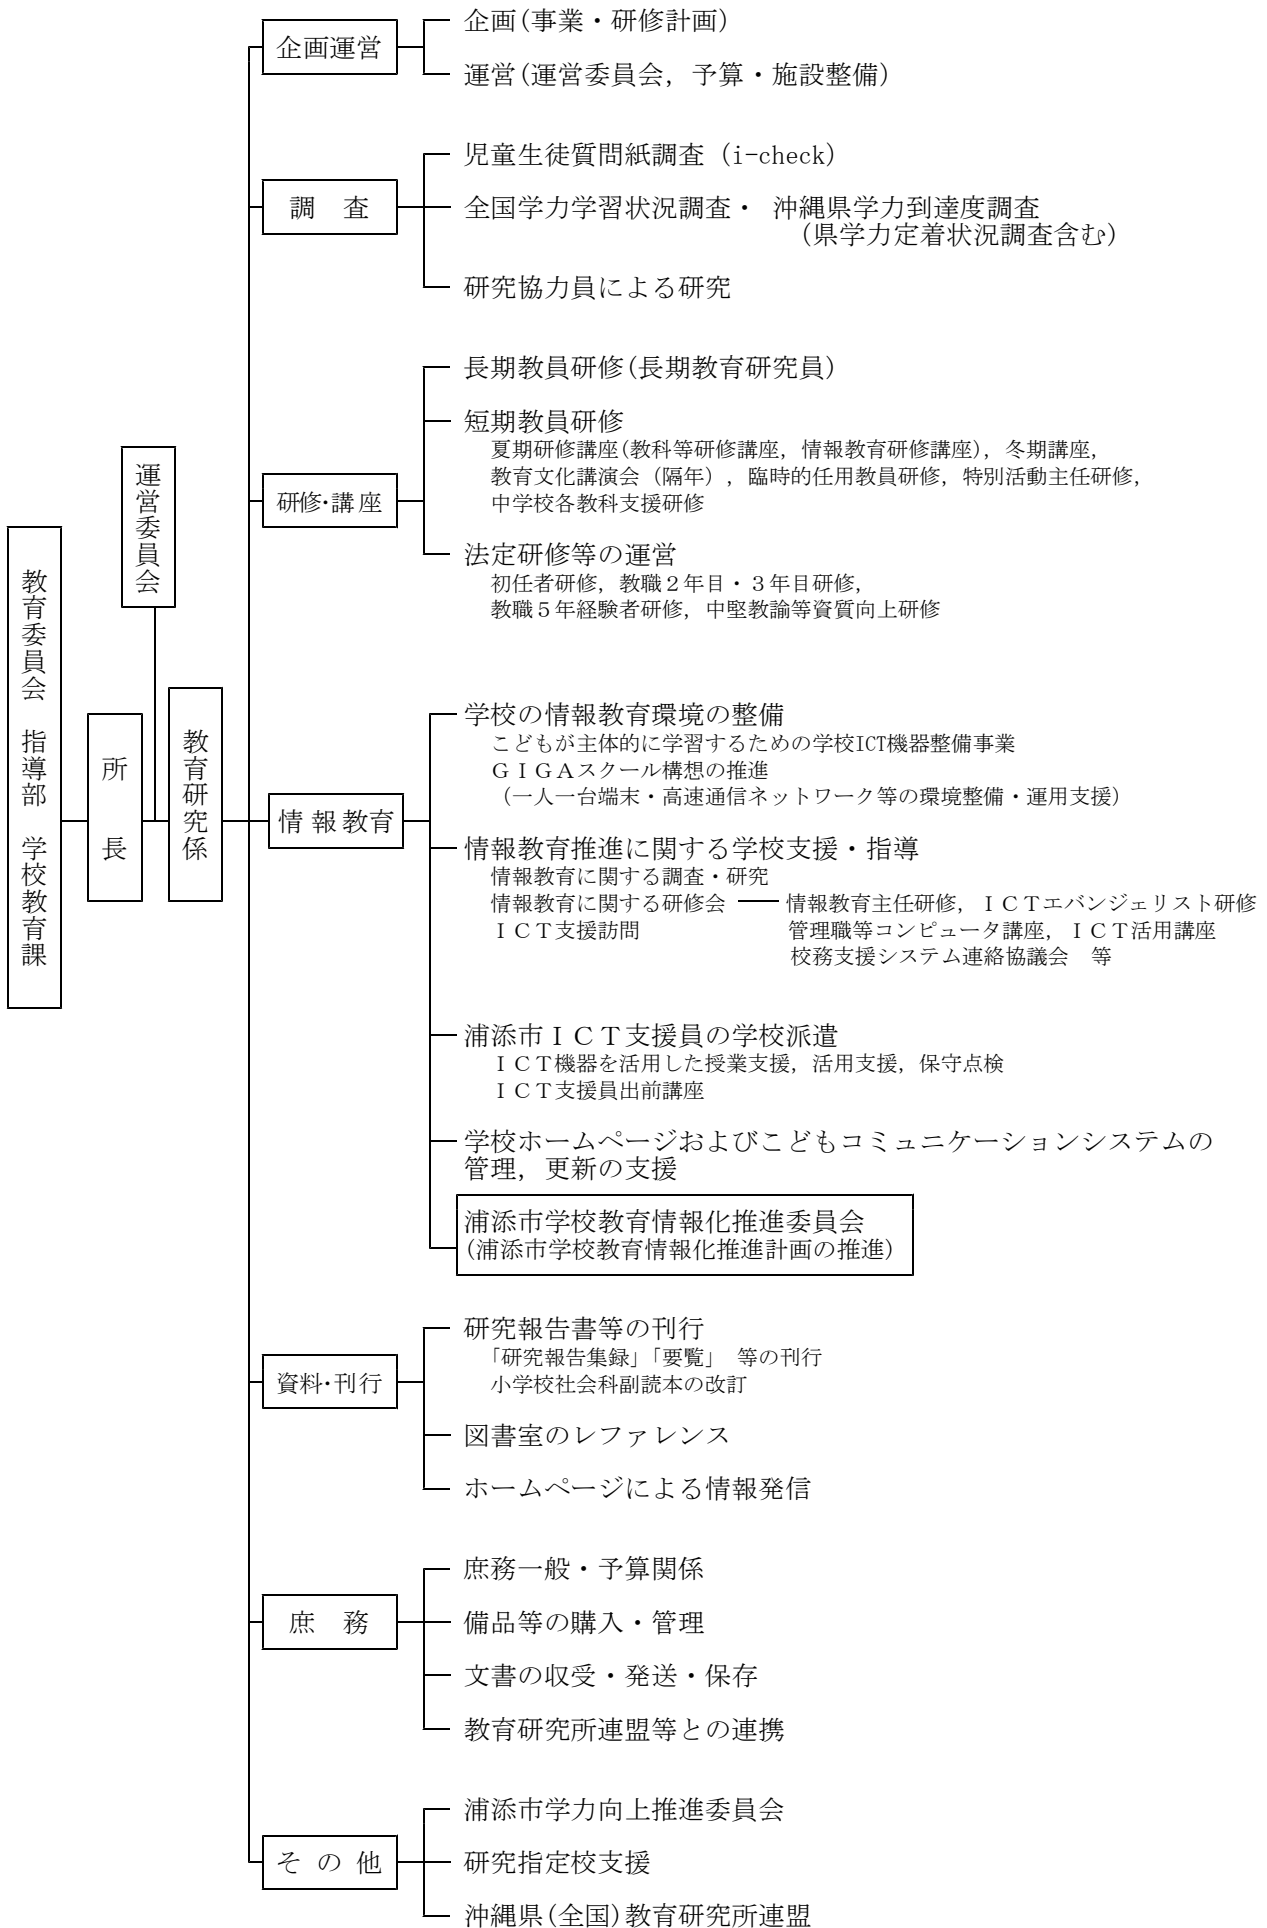 教育委員会　指導部　学校教育課
所　長
運営委員会
教育研究係
企画運営
企画(事業・研修計画)
運営(運営委員会，予算・施設整備)
調　査
児童生徒質問紙調査（i-check）
全国学力学習状況調査・ 沖縄県学力到達度調査
（県学力定着状況調査含む）
研究協力員による研究
研修・講座
長期教員研修(長期教育研究員)
短期教員研修
夏期研修講座(教科等研修講座，情報教育研修講座)，冬期講座，
教育文化講演会（隔年），臨時的任用教員研修，特別活動主任研修，
中学校各教科支援研修
法定研修等の運営
初任者研修，教職２年目・３年目研修，
教職５年経験者研修，中堅教諭等資質向上研修
情報教育
学校の情報教育環境の整備
こどもが主体的に学習するための学校ICT機器整備事業
ＧＩＧＡスクール構想の推進
（一人一台端末・高速通信ネットワーク等の環境整備・運用支援）
情報教育推進に関する学校支援・指導
情報教育に関する調査・研究
情報教育に関する研修会 ── 情報教育主任研修，ＩＣＴエバンジェリスト研修
ＩＣＴ支援訪問　管理職等コンピュータ講座，ＩＣＴ活用講座
校務支援システム連絡協議会　等
浦添市ＩＣＴ支援員の学校派遣
ＩＣＴ機器を活用した授業支援，活用支援，保守点検
ＩＣＴ支援員出前講座
学校ホームページおよびこどもコミュニケーションシステムの
管理，更新の支援
浦添市学校教育情報化推進委員会
(浦添市学校教育情報化推進計画の推進)
資料・刊行
研究報告書等の刊行
「研究報告集録」「要覧」 等の刊行
小学校社会科副読本の改訂
図書室のレファレンス
ホームページによる情報発信
庶　務
庶務一般・予算関係
備品等の購入・管理
文書の収受・発送・保存
教育研究所連盟等との連携
その他
浦添市学力向上推進委員会
研究指定校支援
沖縄県(全国)教育研究所連盟